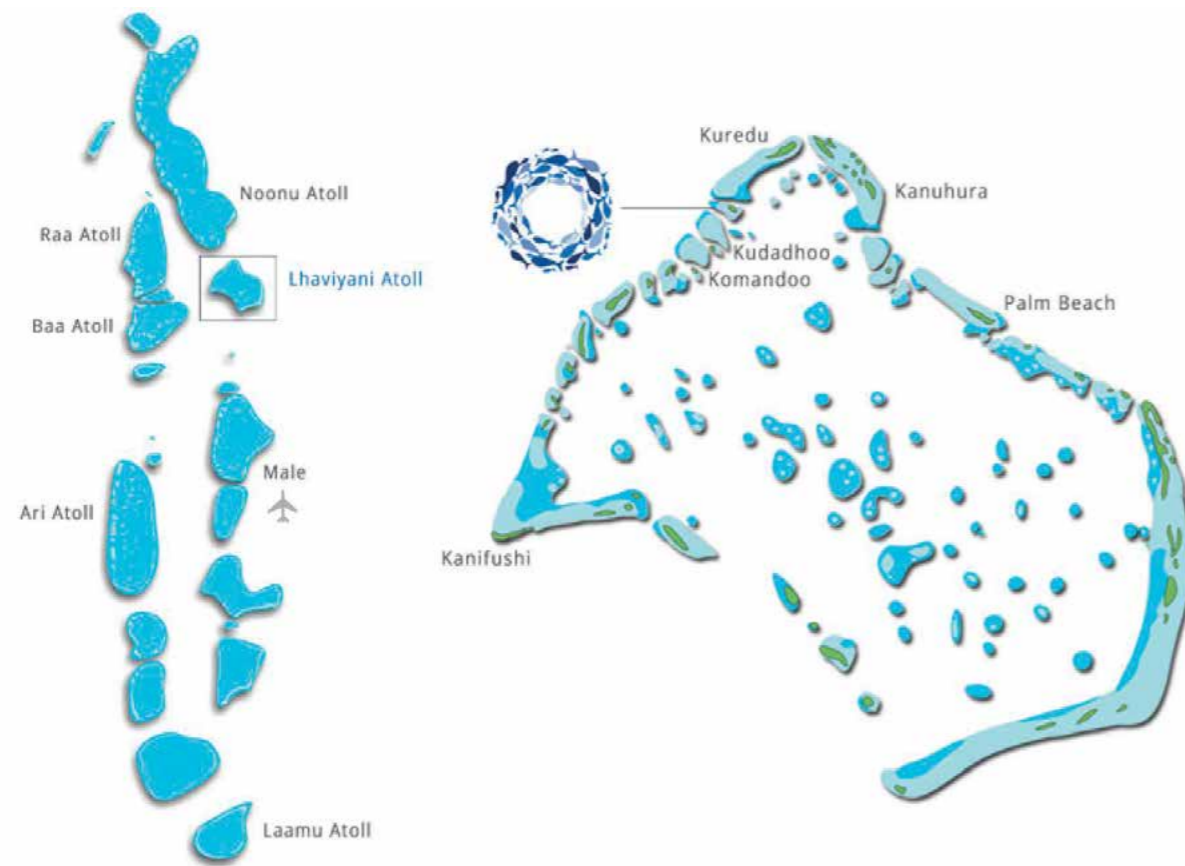 Noonu Atoll
Raa Atoll
Lhaviyani Atoll
Baa Atoll
Male
Ari Atoll
Laamu Atoll
Kuredu
Kanuhura
Kudadhoo
Komandoo
Palm Beach
Kanifushi